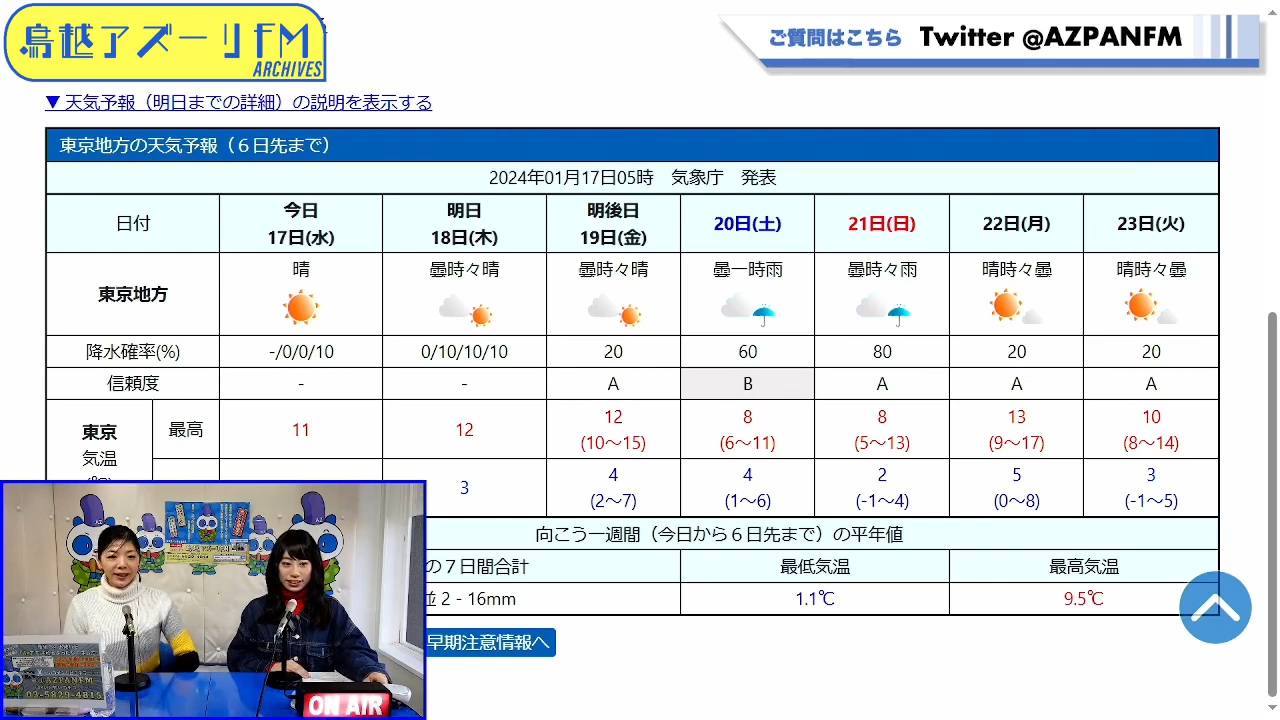 鳥越アズーリFM
ARCHIVES
ご質問はこちら Twitter @AZPANFM
▼ 天気予報（明日までの詳細）の説明を表示する
東京地方の天気予報（６日先まで）
2024年01月17日05時　気象庁　発表
日付 今日 17日(水) 明日 18日(木) 明後日 19日(金) 20日(土) 21日(日) 22日(月) 23日(火)
東京地方 晴 曇時々晴 曇時々晴 曇一時雨 曇時々雨 晴時々曇 晴時々曇
降水確率(%) -/0/0/10 0/10/10/10 20 60 80 20 20
信頼度 - - A B A A A
東京 気温 最高 11 12 12 (10～15) 8 (6～11) 8 (5～13) 13 (9～17) 10 (8～14)
3 4 (2～7) 4 (1～6) 2 (-1～4) 5 (0～8) 3 (-1～5)
向こう一週間（今日から６日先まで）の平年値
の７日間合計 最低気温 最高気温
並 2 - 16mm 1.1℃ 9.5℃
早期注意情報へ
@AZPANFM
03-5829-4815
ON AIR